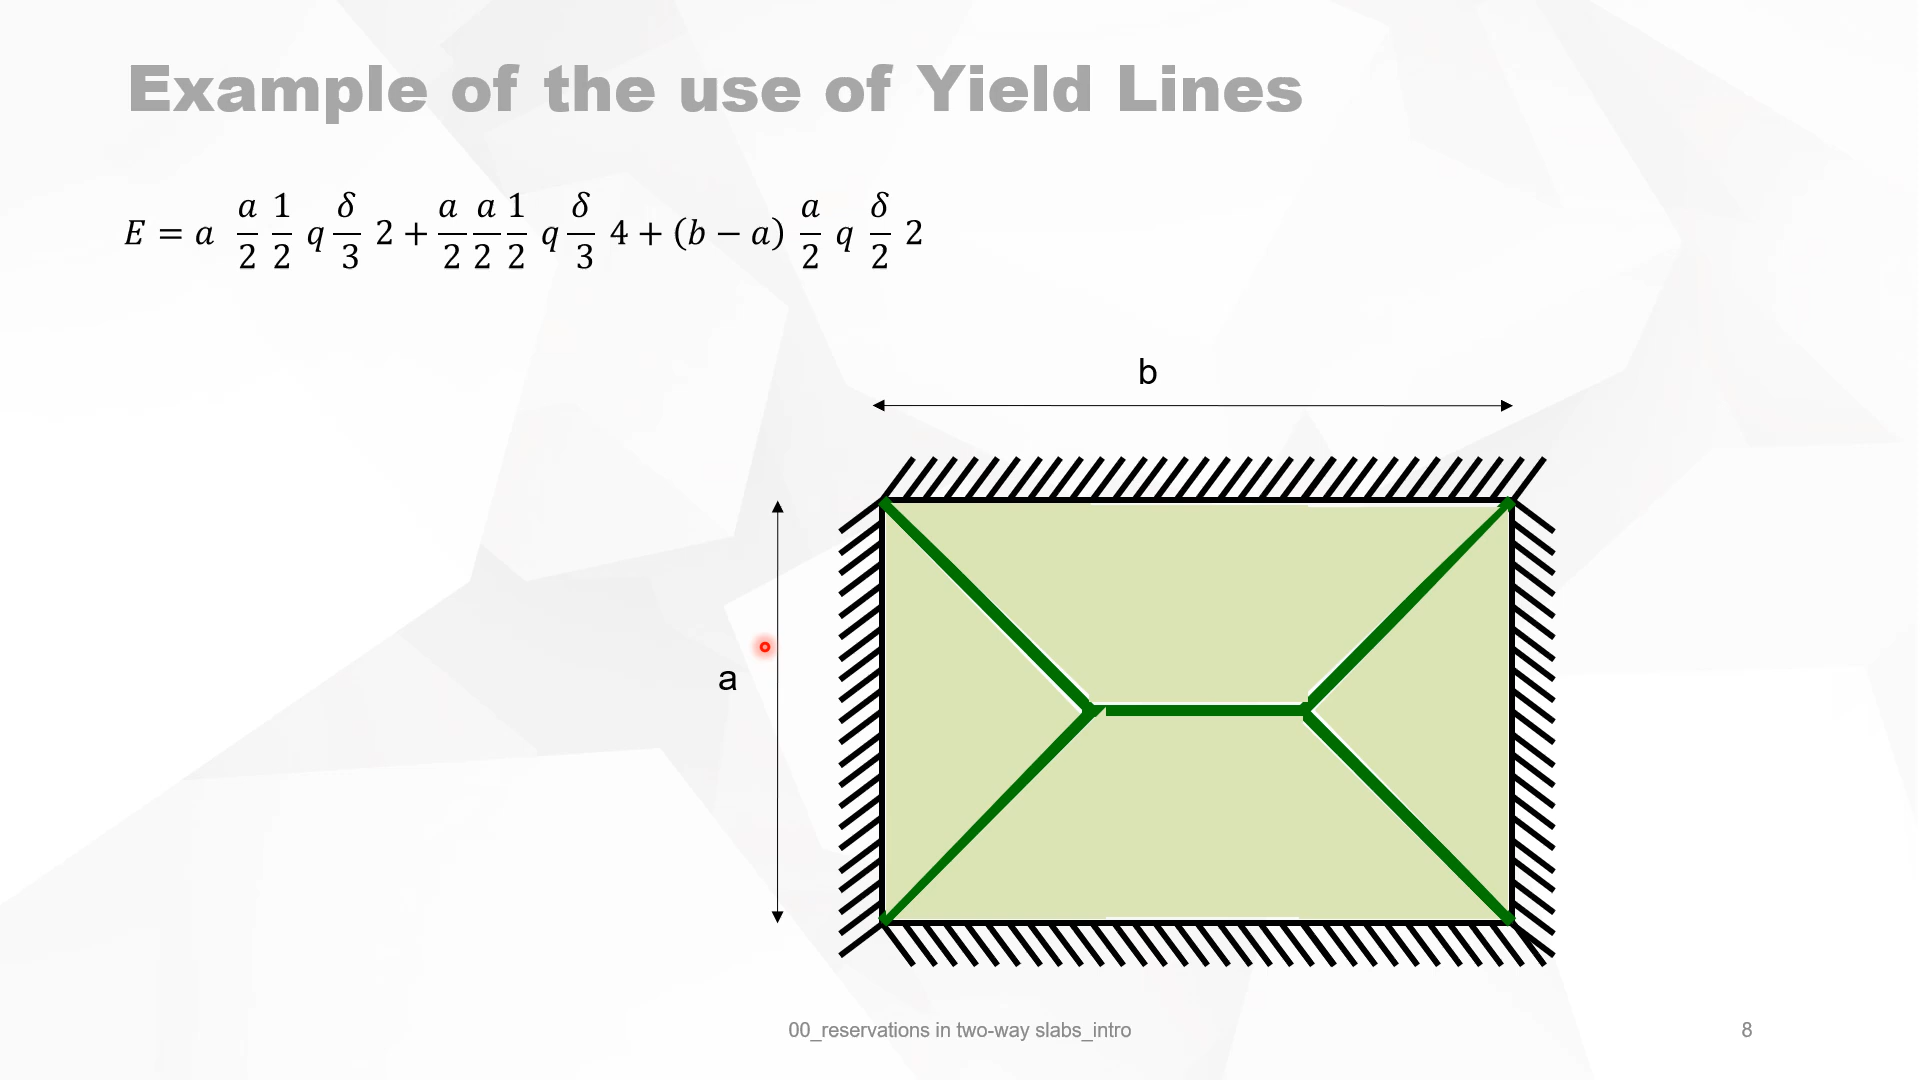 Example of the use of Yield Lines
E = a a/2 1/2 q δ/3 2 + a/2 a/2 1/2 q δ/3 4 + (b − a) a/2 q δ/2 2
b
a
00_reservations in two-way slabs_intro
8